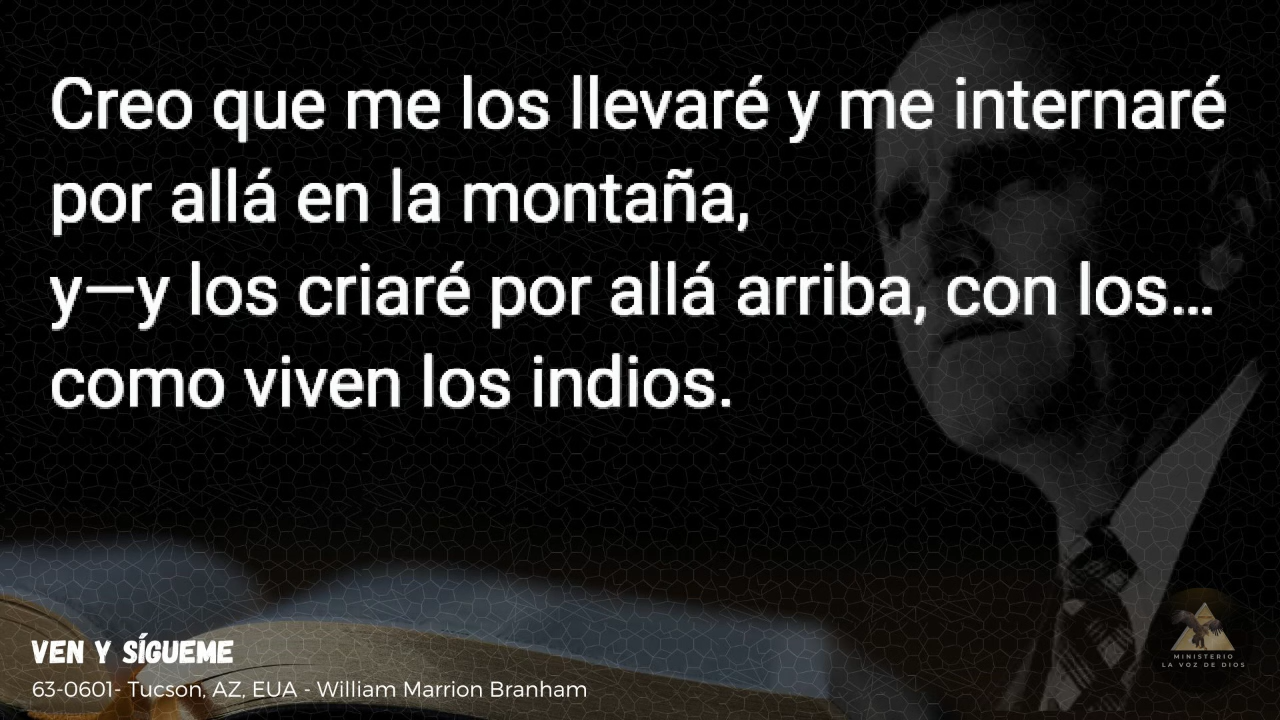 Creo que me los llevaré y me internaré
por allá en la montaña,
y—y los criaré por allá arriba, con los…
como viven los indios.
VEN Y SÍGUEME
63-0601- Tucson, AZ, EUA - William Marrion Branham
MINISTERIO
LA VOZ DE DIOS